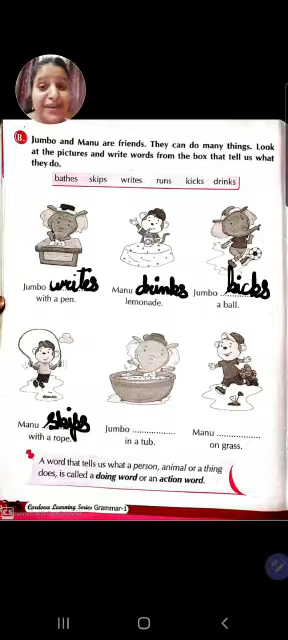 B. Jumbo and Manu are friends. They can do many things. Look
at the pictures and write words from the box that tell us what
they do.
bathes skips writes runs kicks drinks
Jumbo writes Manu drinks Jumbo kicks
with a pen. lemonade. a ball.
Manu skips Jumbo .................. Manu ..................
with a rope. in a tub. on grass.
A word that tells us what a person, animal or a thing
does, is called a doing word or an action word.
CS Cordova Learning Series Grammar-1